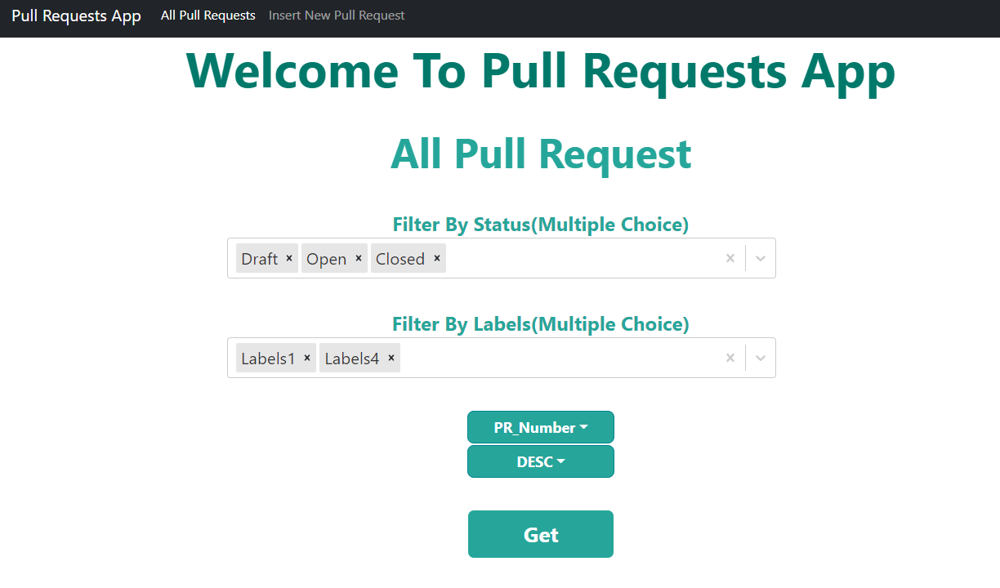 Pull Requests App All Pull Requests Insert New Pull Request
Welcome To Pull Requests App
All Pull Request
Filter By Status(Multiple Choice)
Draft × Open × Closed ×
Filter By Labels(Multiple Choice)
Labels1 × Labels4 ×
PR_Number
DESC
Get